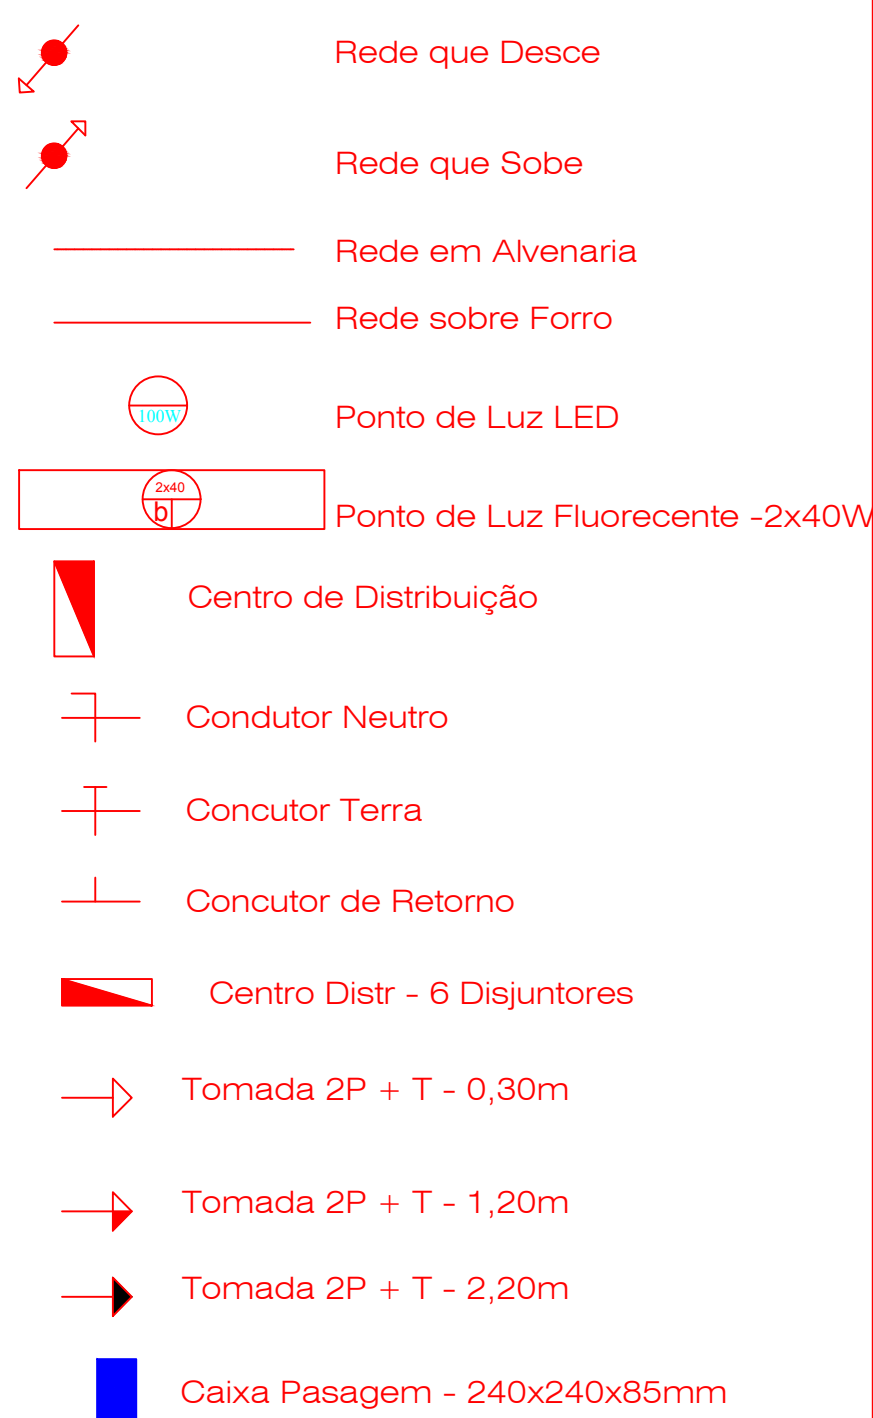 Rede que Desce
Rede que Sobe
Rede em Alvenaria
Rede sobre Forro
100W
Ponto de Luz LED
2x40
b
Ponto de Luz Fluorecente -2x40W
Centro de Distribuição
Condutor Neutro
Concutor Terra
Concutor de Retorno
Centro Distr - 6 Disjuntores
Tomada 2P + T - 0,30m
Tomada 2P + T - 1,20m
Tomada 2P + T - 2,20m
Caixa Pasagem - 240x240x85mm